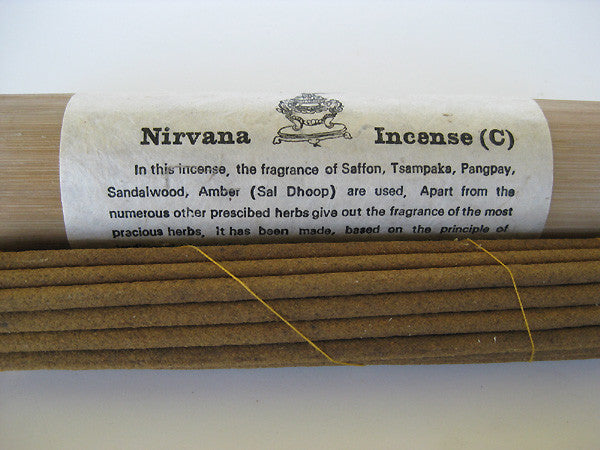 Nirvana Incense (C)
In this incense, the fragrance of Saffon, Tsampaka, Pangpay,
Sandalwood, Amber (Sal Dhoop) are used. Apart from the
numerous other prescibed herbs give out the fragrance of the most
pracious herbs. it has been made, based on the principle of